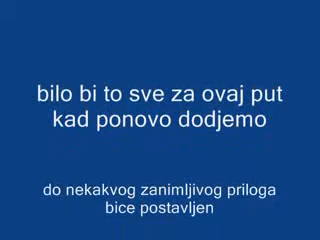 bilo bi to sve za ovaj put
kad ponovo dodjemo
do nekakvog zanimljivog priloga
bice postavljen